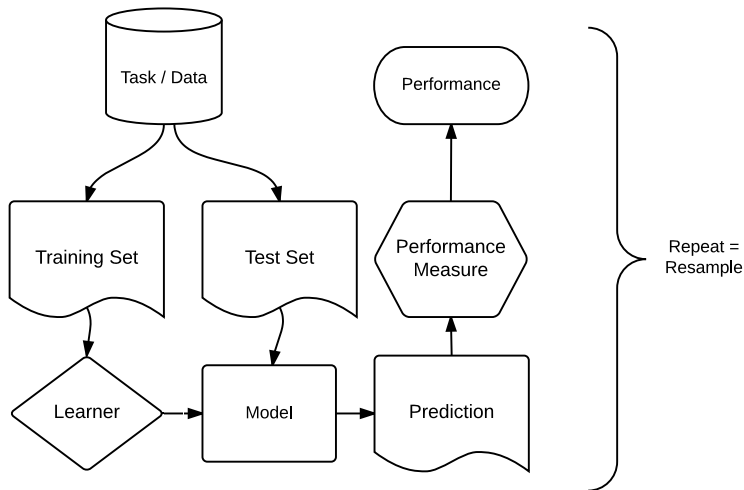 Task / Data
Performance
Training Set
Test Set
Performance
Measure
Repeat =
Resample
Learner
Model
Prediction